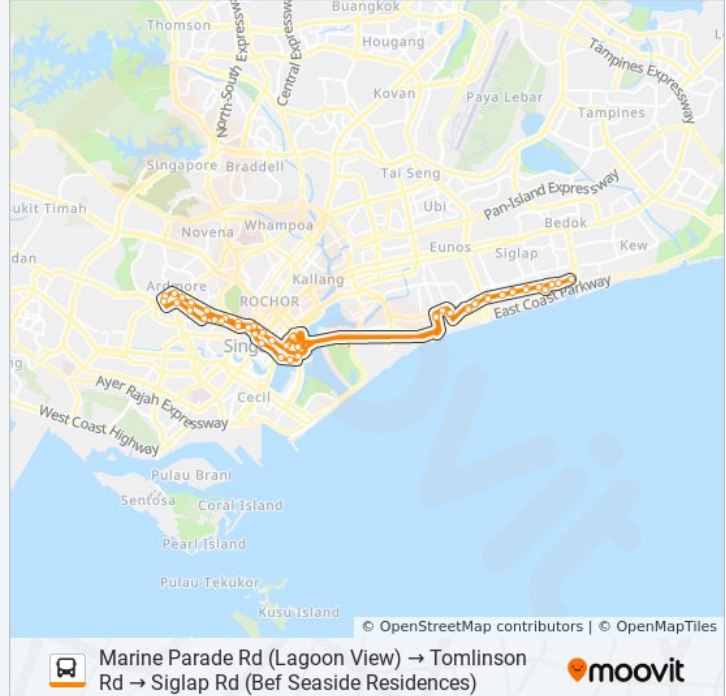 Buangkok
Thomson
Hougang
North-South Expressw
Central Expressw
Tampines Expressway
Kovan
Paya Lebar
Tampines
Singapore
Braddell
Tai Seng
Pan-Island Expressway
ukit Timah
Ubi
Whampoa
Novena
Bedok
Eunos
Siglap
Kew
dan
Kallang
Ardmore
ROCHOR
East Coast Parkway
Sing
Ayer Rajah Expressway
Cecil
West Coast Highway
Pulau Brani
Sentosa
Coral Island
Pearl Island
Pulau Tekukor
Kusu Island
© OpenStreetMap contributors | © OpenMapTiles
Marine Parade Rd (Lagoon View) → Tomlinson
Rd → Siglap Rd (Bef Seaside Residences)
moovit